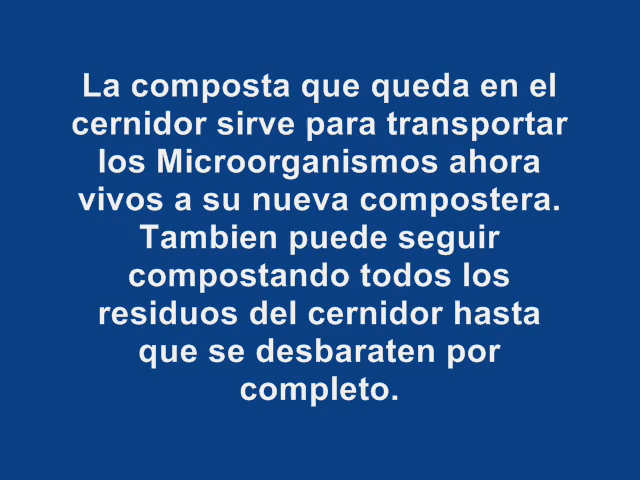 La composta que queda en el
cernidor sirve para transportar
los Microorganismos ahora
vivos a su nueva compostera.
Tambien puede seguir
compostando todos los
residuos del cernidor hasta
que se desbaraten por
completo.